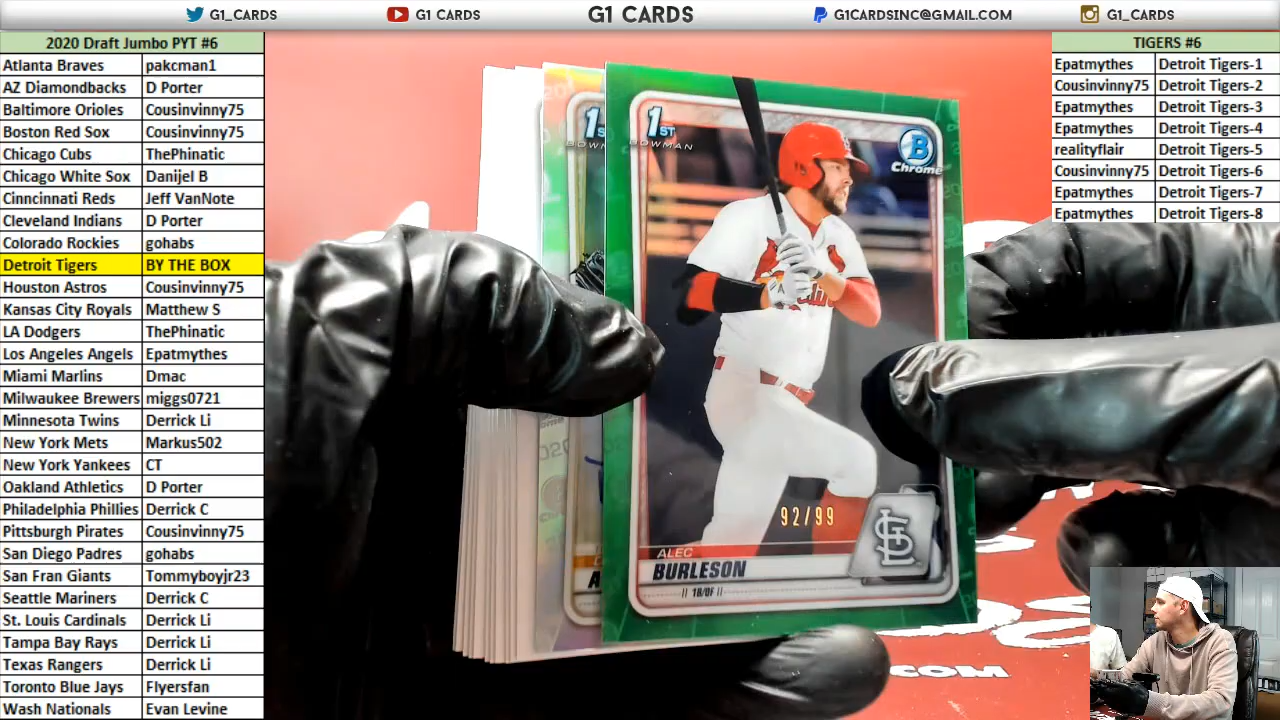 G1_CARDS G1 CARDS G1 CARDS G1CARDSINC@GMAIL.COM G1_CARDS
2020 Draft Jumbo PYT #6
Atlanta Braves pakcman1
AZ Diamondbacks D Porter
Baltimore Orioles Cousinvinny75
Boston Red Sox Cousinvinny75
Chicago Cubs ThePhinatic
Chicago White Sox Danijel B
Cinncinnati Reds Jeff VanNote
Cleveland Indians D Porter
Colorado Rockies gohabs
Detroit Tigers BY THE BOX
Houston Astros Cousinvinny75
Kansas City Royals Matthew S
LA Dodgers ThePhinatic
Los Angeles Angels Epatmythes
Miami Marlins Dmac
Milwaukee Brewers miggs0721
Minnesota Twins Derrick Li
New York Mets Markus502
New York Yankees CT
Oakland Athletics D Porter
Philadelphia Phillies Derrick C
Pittsburgh Pirates Cousinvinny75
San Diego Padres gohabs
San Fran Giants Tommyboyjr23
Seattle Mariners Derrick C
St. Louis Cardinals Derrick Li
Tampa Bay Rays Derrick Li
Texas Rangers Derrick Li
Toronto Blue Jays Flyersfan
Wash Nationals Evan Levine
1ST
BOWMAN
B
Chrome
92/99
ALEC
BURLESON
|| 1B/OF ||
.COM
TIGERS #6
Epatmythes Detroit Tigers-1
Cousinvinny75 Detroit Tigers-2
Epatmythes Detroit Tigers-3
Epatmythes Detroit Tigers-4
realityflair Detroit Tigers-5
Cousinvinny75 Detroit Tigers-6
Epatmythes Detroit Tigers-7
Epatmythes Detroit Tigers-8